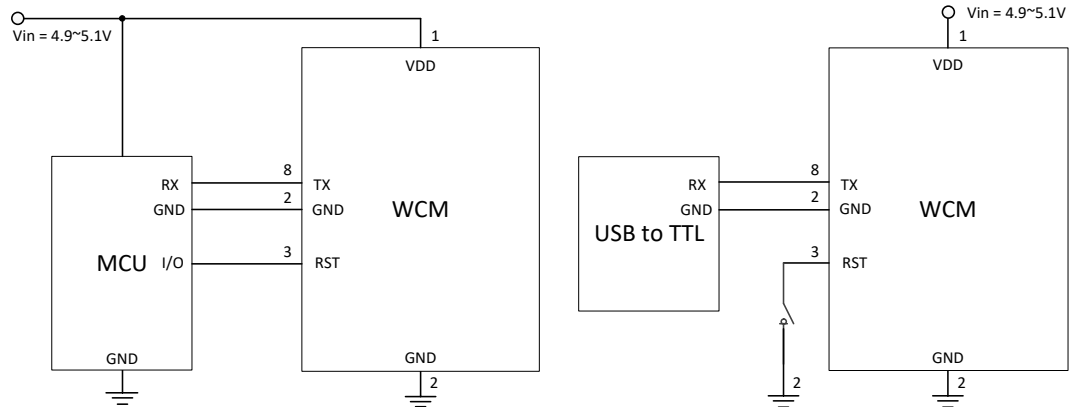 Vin = 4.9~5.1V
1
VDD
RX
8
TX
GND
2
GND
WCM
MCU
I/O
3
RST
GND
GND
2
Vin = 4.9~5.1V
1
VDD
RX
8
TX
GND
2
GND
WCM
USB to TTL
3
RST
2
GND
2